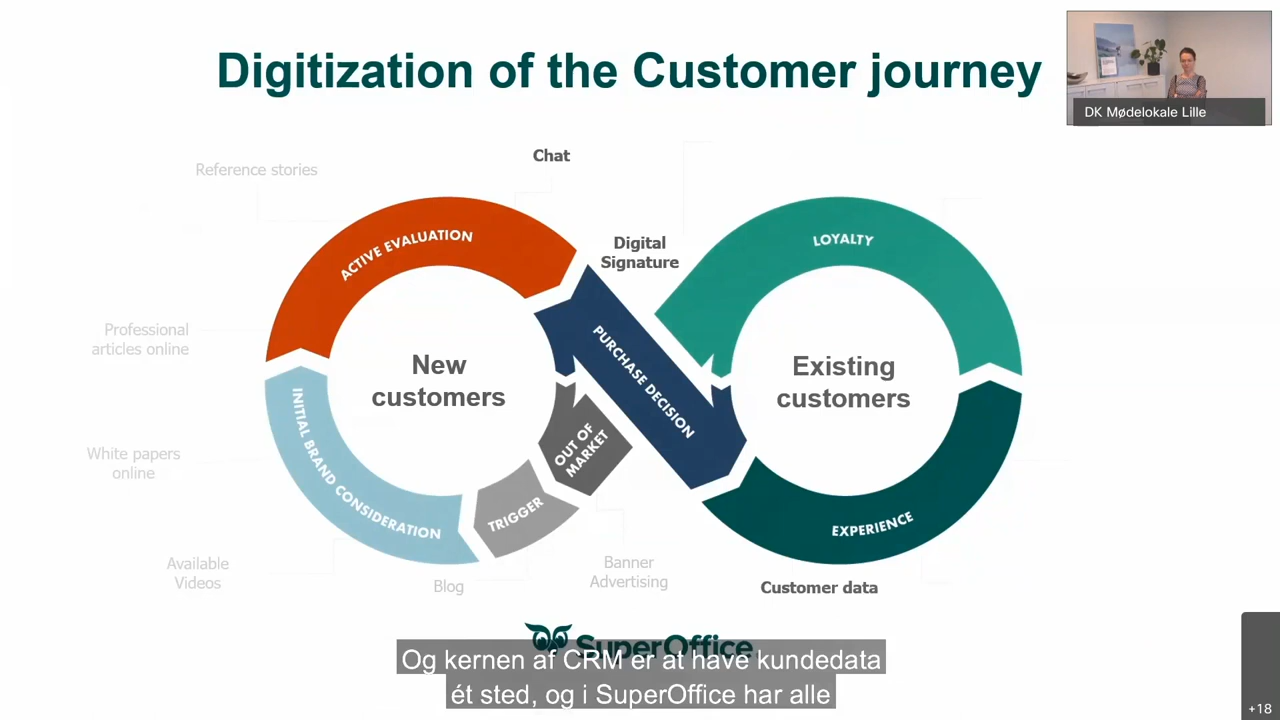 Digitization of the Customer journey
DK Mødelokale Lille
Chat
Reference stories
Digital
Signature
ACTIVE EVALUATION
LOYALTY
Professional
articles online
New
customers
PURCHASE DECISION
Existing
customers
INITIAL BRAND CONSIDERATION
OUT OF
MARKET
White papers
online
TRIGGER
EXPERIENCE
Available
Videos
Blog
Banner
Advertising
Customer data
SuperOffice
Og kernen af CRM er at have kundedata
ét sted, og i SuperOffice har alle
+18